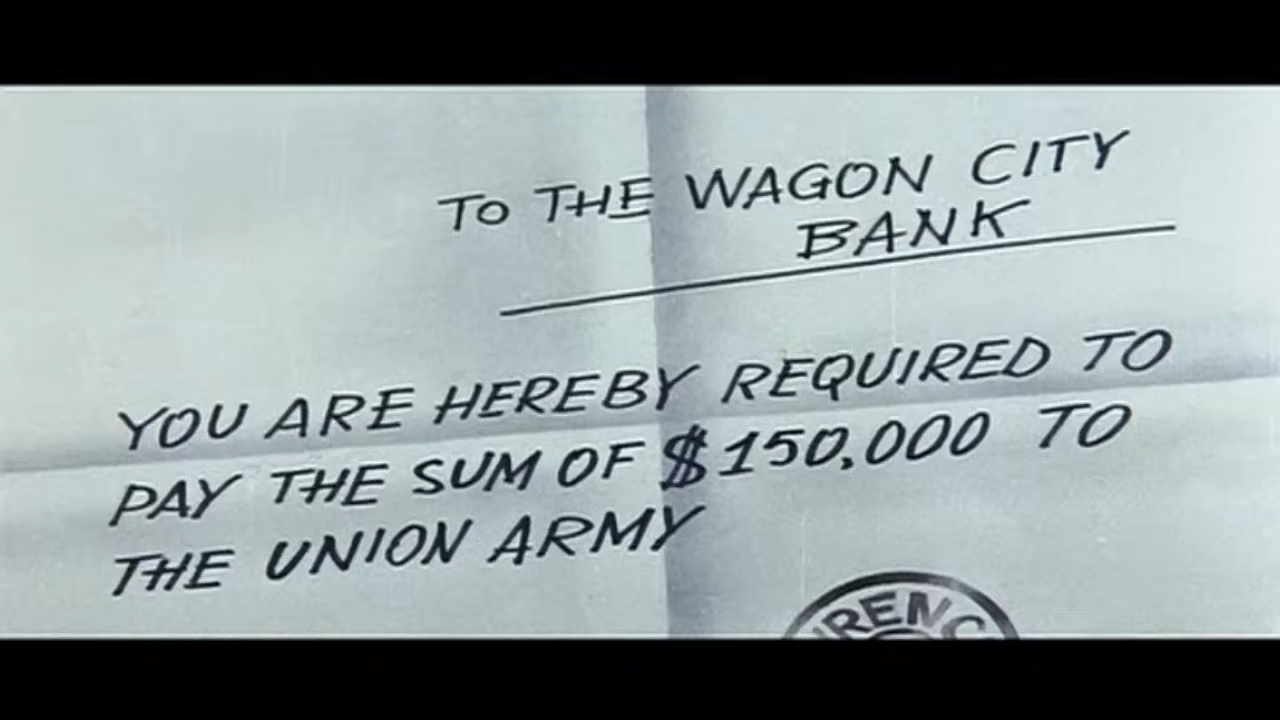 TO THE WAGON CITY
BANK
YOU ARE HEREBY REQUIRED TO
PAY THE SUM OF $150,000 TO
THE UNION ARMY